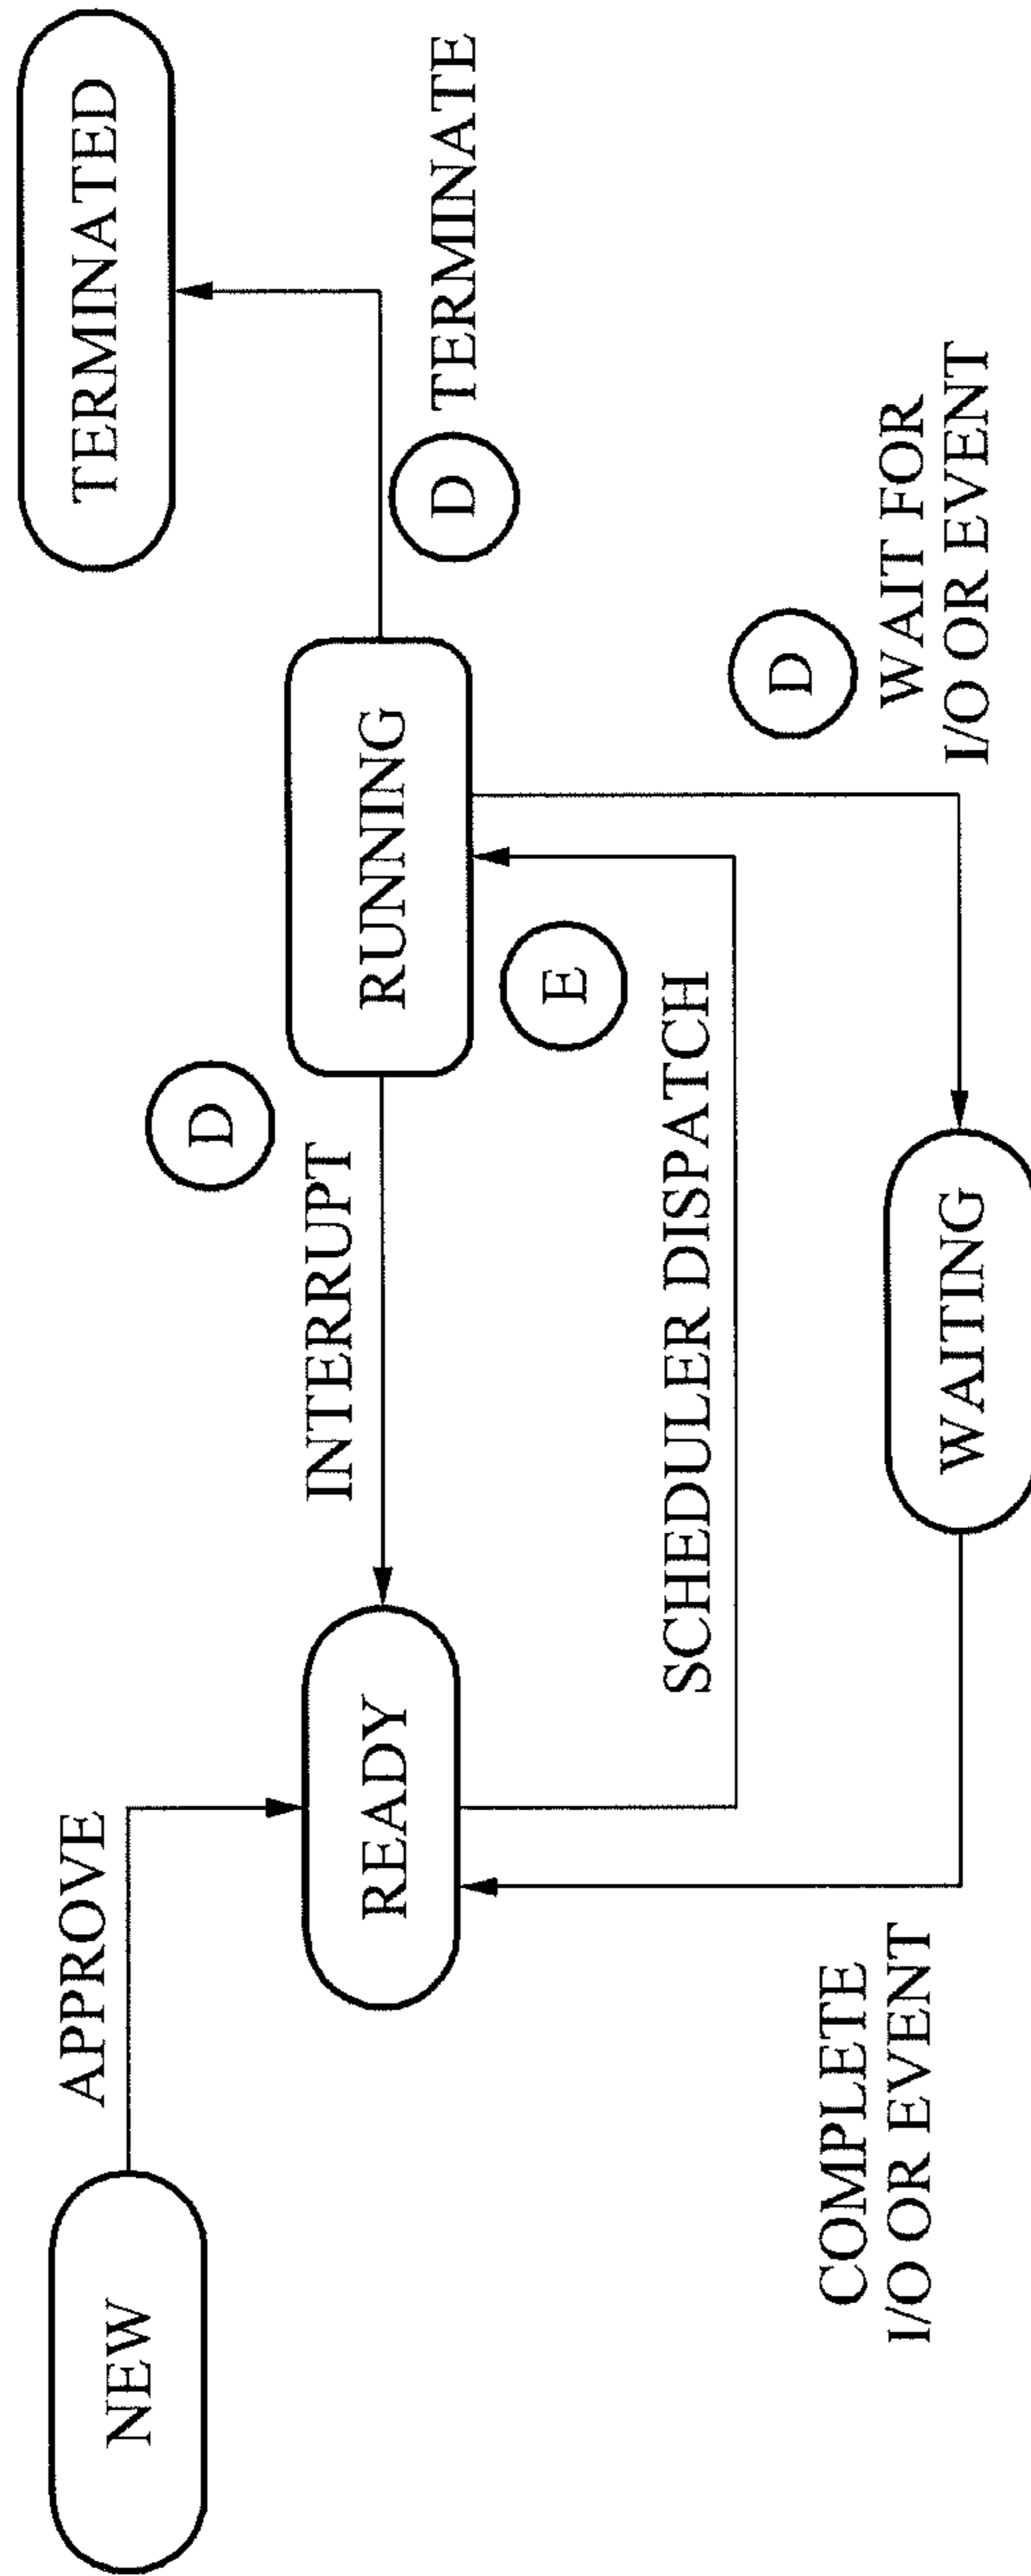 NEW
APPROVE
READY
INTERRUPT
D
RUNNING
TERMINATED
D
TERMINATE
E
SCHEDULER DISPATCH
D
WAIT FOR
I/O OR EVENT
WAITING
COMPLETE
I/O OR EVENT